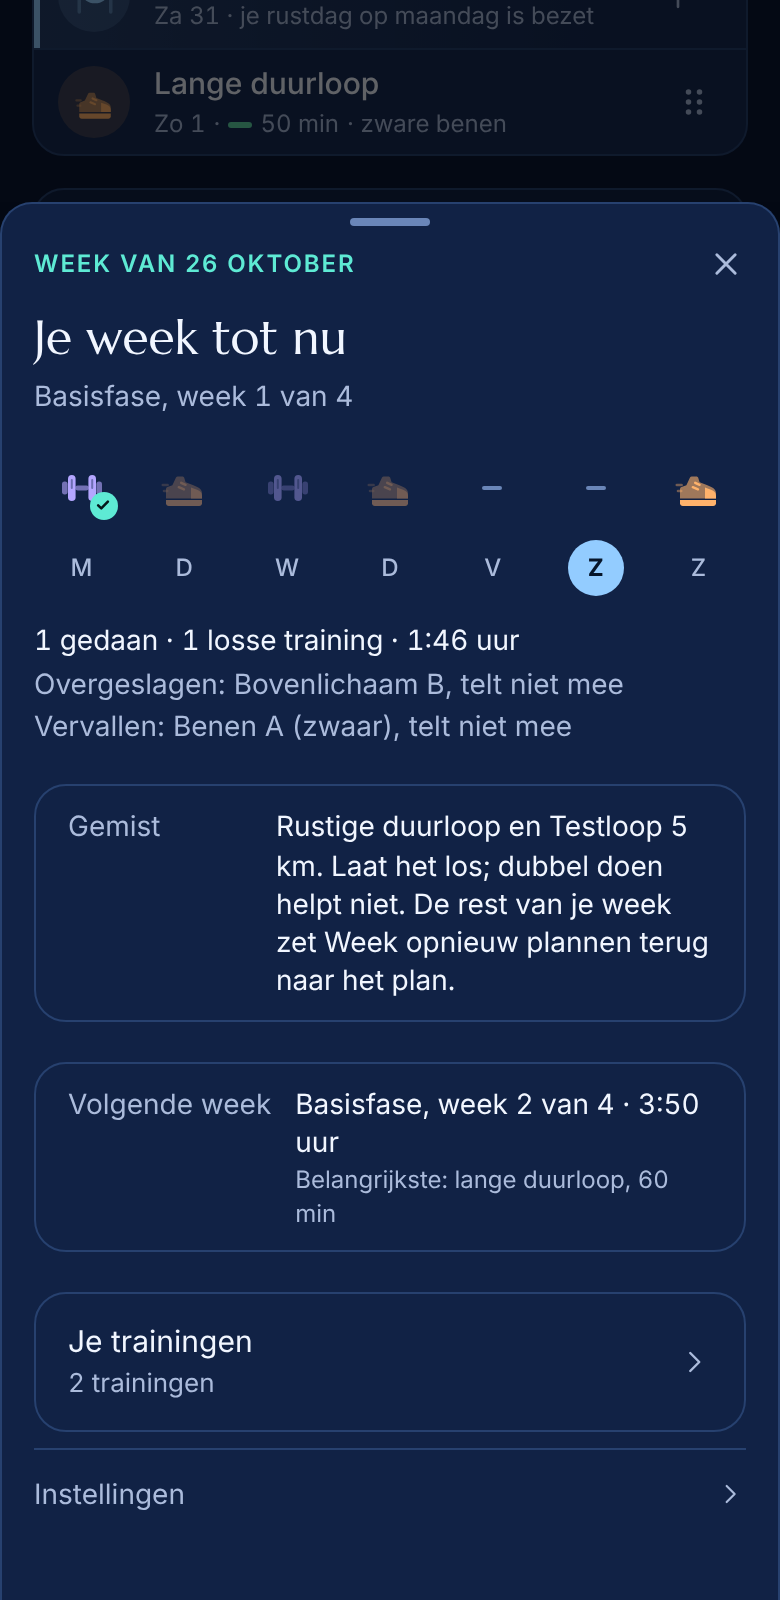 Za 31 · je rustdag op maandag is bezet
Lange duurloop
Zo 1 · 50 min · zware benen
WEEK VAN 26 OKTOBER
Je week tot nu
Basisfase, week 1 van 4
M D W D V Z Z
1 gedaan · 1 losse training · 1:46 uur
Overgeslagen: Bovenlichaam B, telt niet mee
Vervallen: Benen A (zwaar), telt niet mee
Gemist Rustige duurloop en Testloop 5
km. Laat het los; dubbel doen
helpt niet. De rest van je week
zet Week opnieuw plannen terug
naar het plan.
Volgende week Basisfase, week 2 van 4 · 3:50
uur
Belangrijkste: lange duurloop, 60
min
Je trainingen
2 trainingen
Instellingen